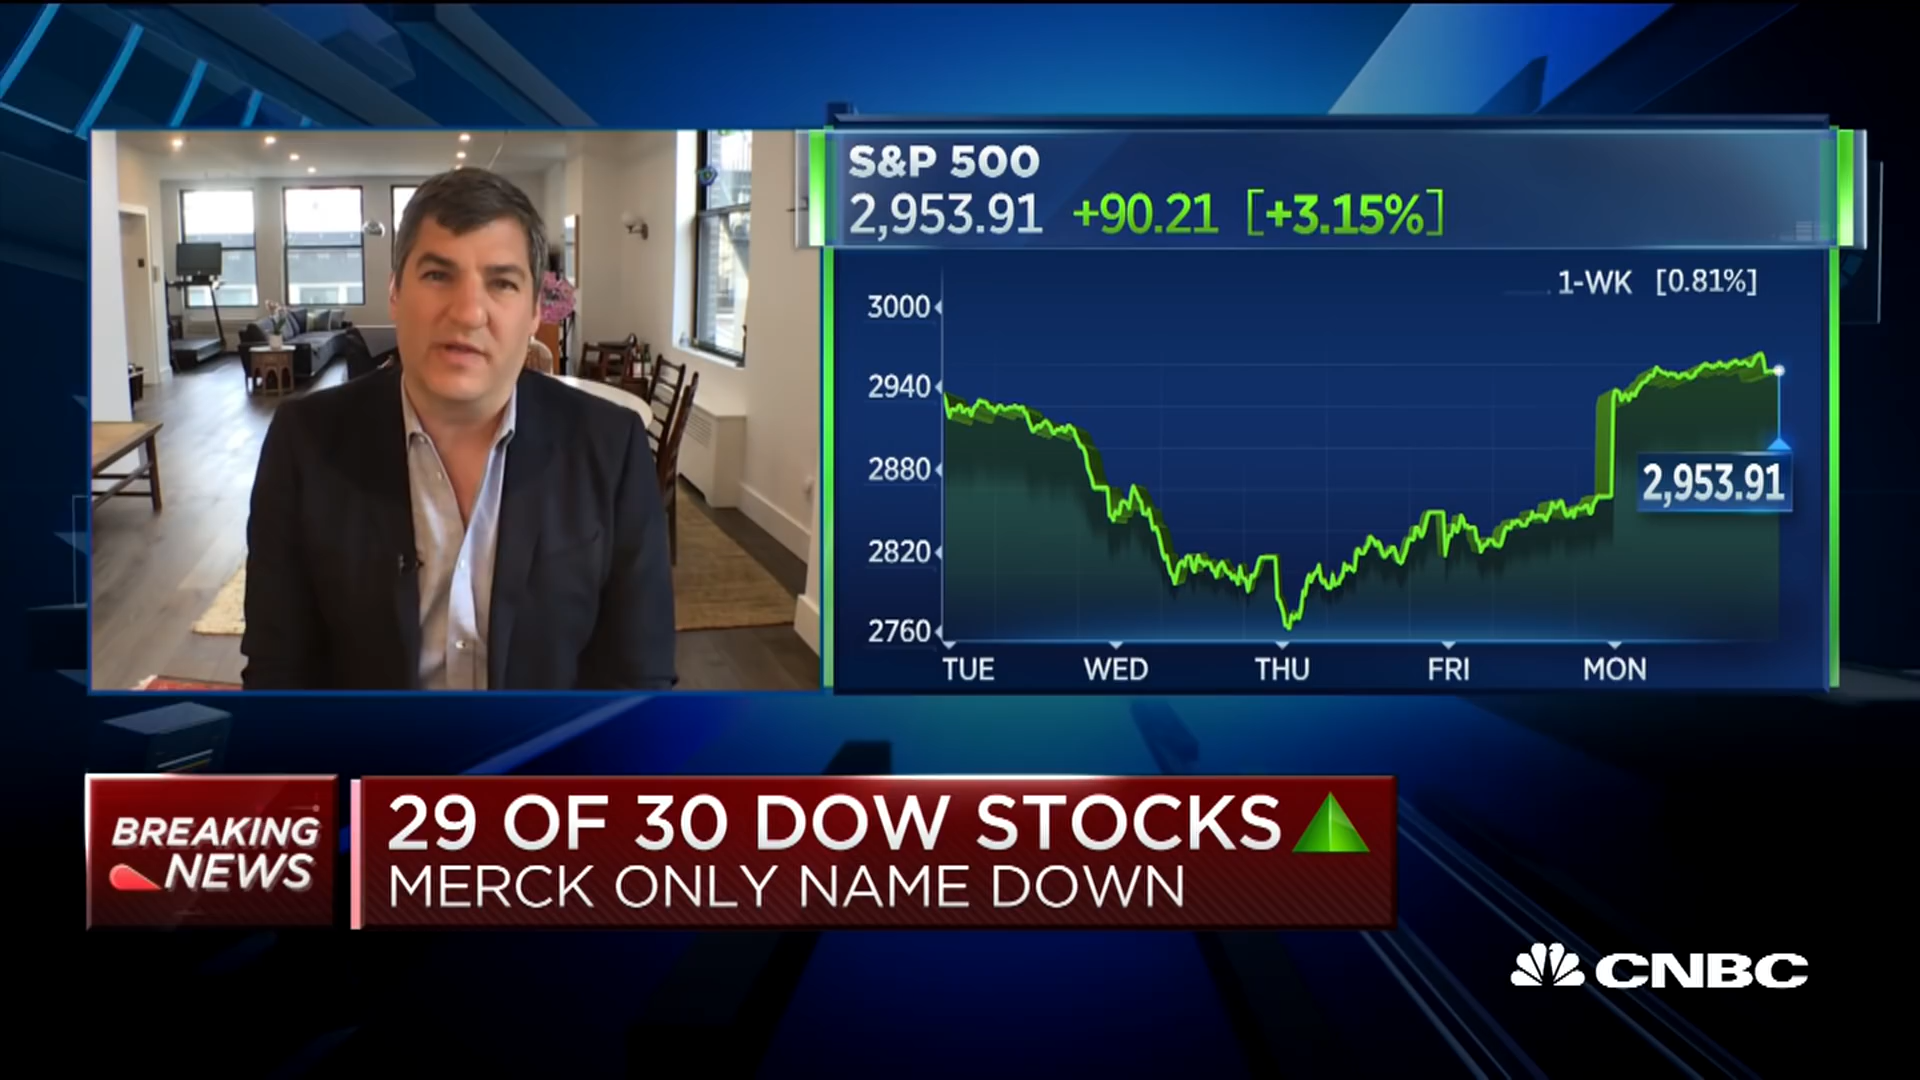 S&P 500
2,953.91 +90.21 [+3.15%]
1-WK [0.81%]
3000
2940
2880
2820
2760
2,953.91
TUE WED THU FRI MON
BREAKING
NEWS
29 OF 30 DOW STOCKS
MERCK ONLY NAME DOWN
CNBC